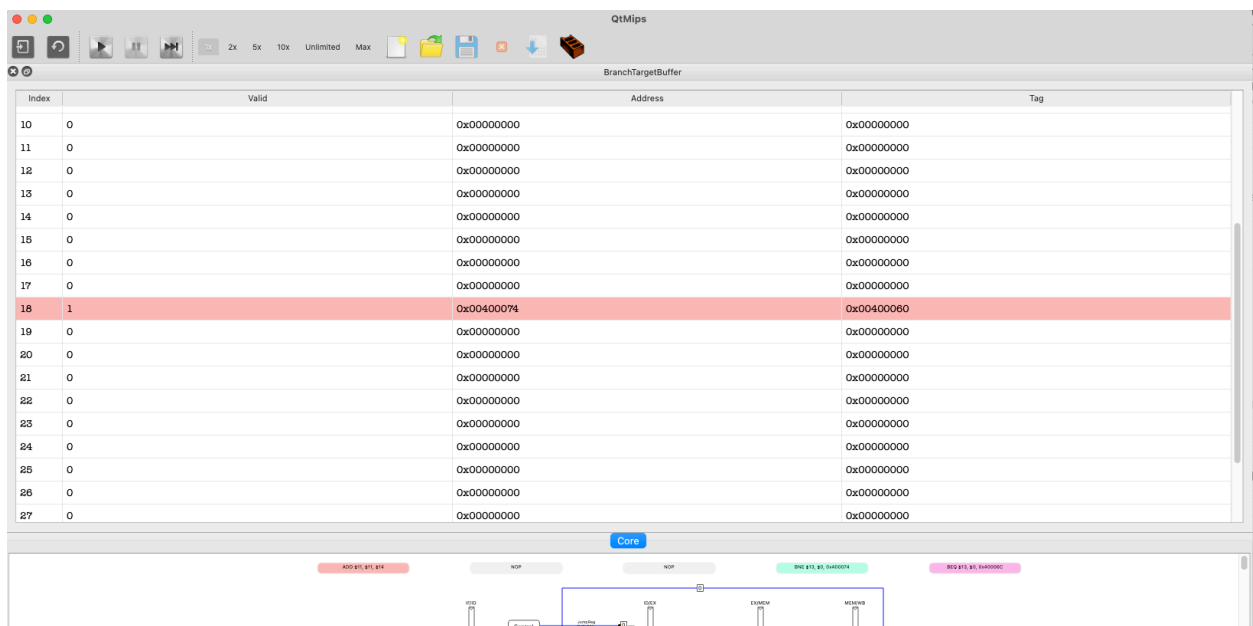 QtMips
1x 2x 5x 10x Unlimited Max
BranchTargetBuffer
Index Valid Address Tag
10 0 0x00000000 0x00000000
11 0 0x00000000 0x00000000
12 0 0x00000000 0x00000000
13 0 0x00000000 0x00000000
14 0 0x00000000 0x00000000
15 0 0x00000000 0x00000000
16 0 0x00000000 0x00000000
17 0 0x00000000 0x00000000
18 1 0x00400074 0x00400060
19 0 0x00000000 0x00000000
20 0 0x00000000 0x00000000
21 0 0x00000000 0x00000000
22 0 0x00000000 0x00000000
23 0 0x00000000 0x00000000
24 0 0x00000000 0x00000000
25 0 0x00000000 0x00000000
26 0 0x00000000 0x00000000
27 0 0x00000000 0x00000000
Core
ADD $11, $11, $14 NOP NOP BNE $13, $0, 0x400074 BEQ $13, $0, 0x40006C
IF/ID ID/EX EX/MEM MEM/WB
JumpReg